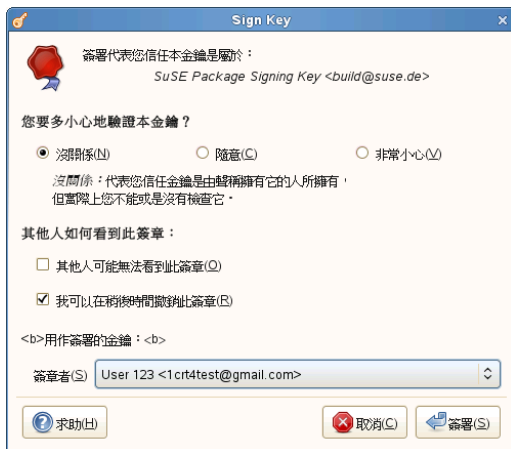 Sign Key
簽署代表您信任本金鑰是屬於：
SuSE Package Signing Key <build@suse.de>
您要多小心地驗證本金鑰？
沒關係(N) 隨意(C) 非常小心(V)
沒關係：代表您信任金鑰是由聲稱擁有它的人所擁有，
但實際上您不能或是沒有檢查它。
其他人如何看到此簽章：
其他人可能無法看到此簽章(O)
我可以在稍後時間撤銷此簽章(R)
<b>用作簽署的金鑰：<b>
簽章者(S) User 123 <1crt4test@gmail.com>
求助(H) 取消(C) 簽署(S)